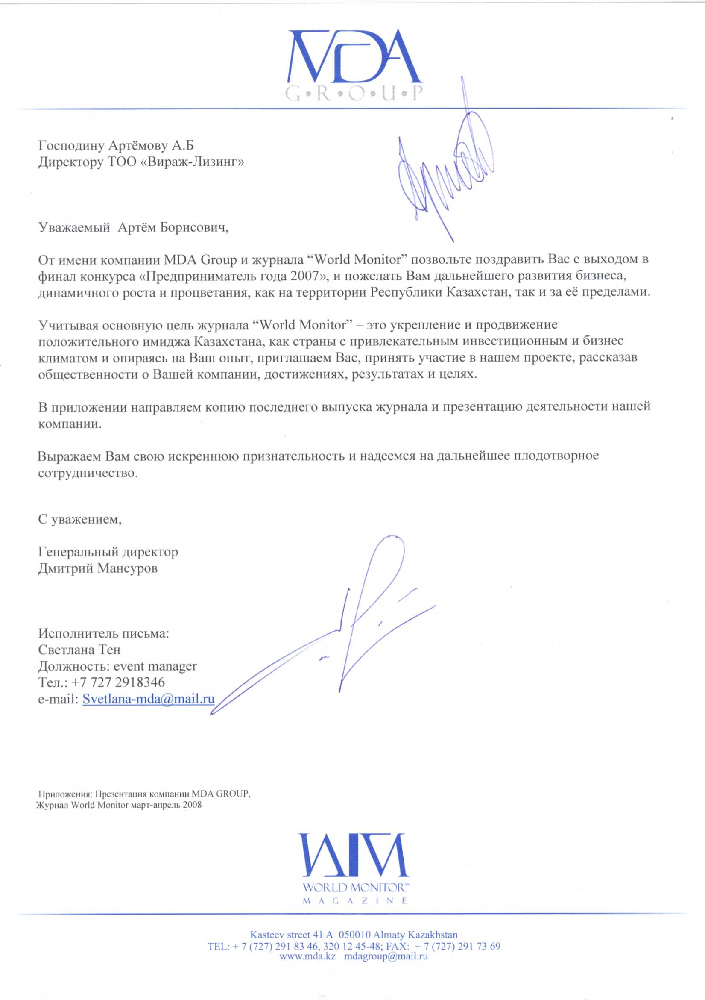 MDA
G•R•O•U•P
Господину Артёмову А.Б
Директору ТОО «Вираж-Лизинг»
Уважаемый  Артём Борисович,
От имени компании MDA Group и журнала “World Monitor” позвольте поздравить Вас с выходом в
финал конкурса «Предприниматель года 2007», и пожелать Вам дальнейшего развития бизнеса,
динамичного роста и процветания, как на территории Республики Казахстан, так и за её пределами.
Учитывая основную цель журнала “World Monitor” – это укрепление и продвижение
положительного имиджа Казахстана, как страны с привлекательным инвестиционным и бизнес
климатом и опираясь на Ваш опыт, приглашаем Вас, принять участие в нашем проекте, рассказав
общественности о Вашей компании, достижениях, результатах и целях.
В приложении направляем копию последнего выпуска журнала и презентацию деятельности нашей
компании.
Выражаем Вам свою искреннюю признательность и надеемся на дальнейшее плодотворное
сотрудничество.
С уважением,
Генеральный директор
Дмитрий Мансуров
Исполнитель письма:
Светлана Тен
Должность: event manager
Тел.: +7 727 2918346
e-mail: Svetlana-mda@mail.ru
Приложения: Презентация компании MDA GROUP,
Журнал World Monitor март-апрель 2008
WM
WORLD MONITOR
MAGAZINE
Kasteev street 41 A  050010 Almaty Kazakhstan
TEL: + 7 (727) 291 83 46, 320 12 45-48; FAX:  + 7 (727) 291 73 69
www.mda.kz   mdagroup@mail.ru